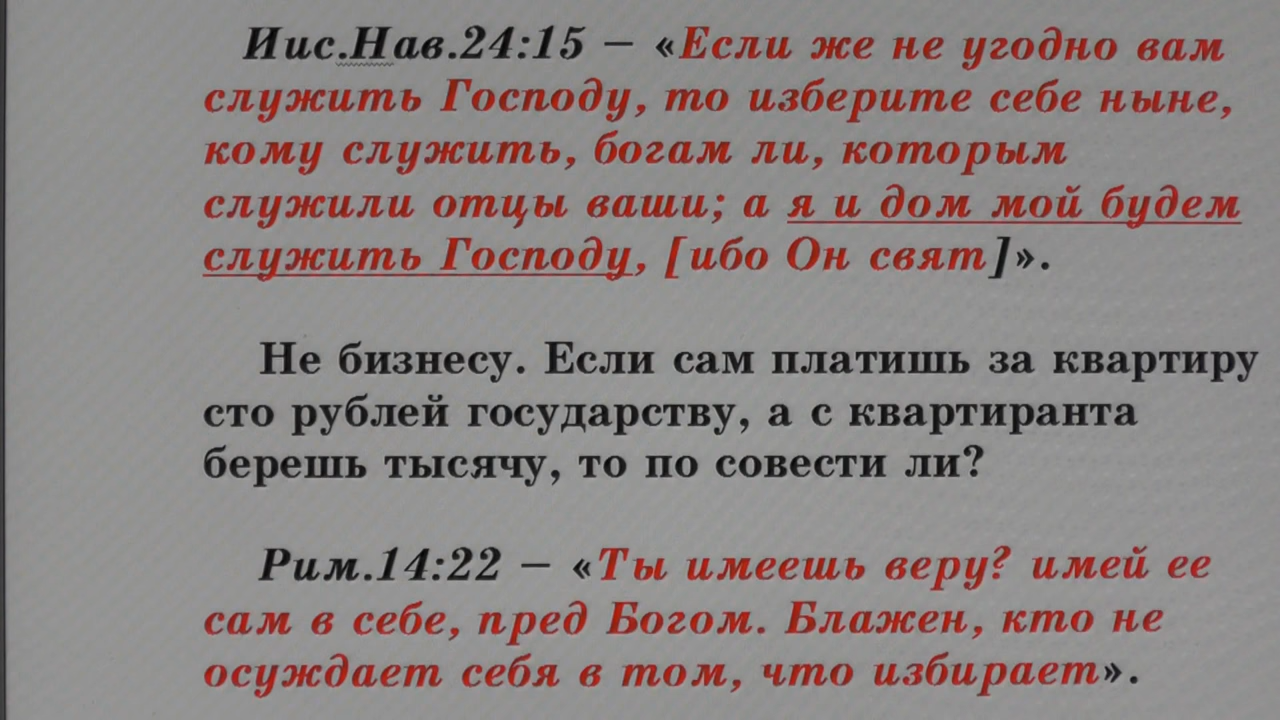 Иис.Нав.24:15 – «Если же не угодно вам
служить Господу, то изберите себе ныне,
кому служить, богам ли, которым
служили отцы ваши; а я и дом мой будем
служить Господу, [ибо Он свят]».
Не бизнесу. Если сам платишь за квартиру
сто рублей государству, а с квартиранта
берешь тысячу, то по совести ли?
Рим.14:22 – «Ты имеешь веру? имей ее
сам в себе, пред Богом. Блажен, кто не
осуждает себя в том, что избирает».